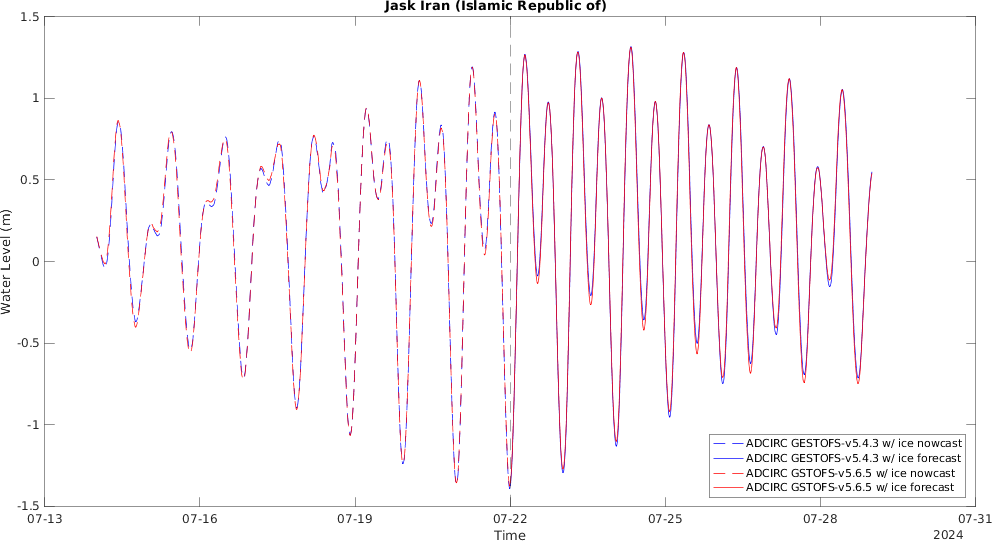 Jask Iran (Islamic Republic of)
1.5
1
0.5
0
-0.5
-1
-1.5
Water Level (m)
ADCIRC GESTOFS-v5.4.3 w/ ice nowcast
ADCIRC GESTOFS-v5.4.3 w/ ice forecast
ADCIRC GSTOFS-v5.6.5 w/ ice nowcast
ADCIRC GSTOFS-v5.6.5 w/ ice forecast
07-13 07-16 07-19 07-22 07-25 07-28 07-31
Time
2024